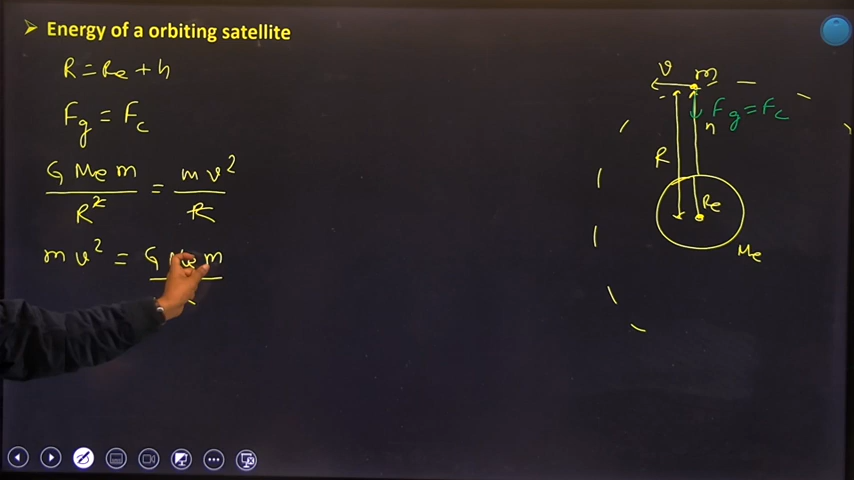 Energy of a orbiting satellite
R = Re + h
Fg = Fc
G Me m / R² = m v² / R
m v² = G Me m
v m
Fg = Fc
h
R
Re
Me